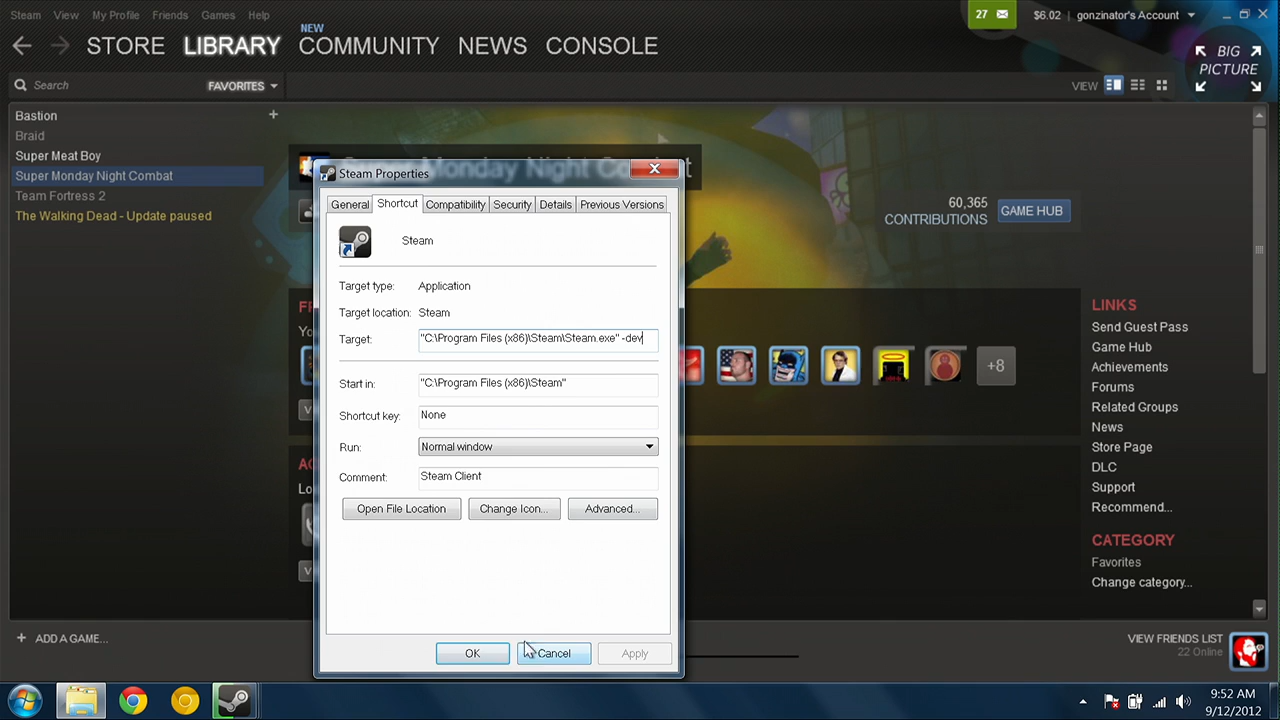 Steam View My Profile Friends Games Help
27 $6.02 gonzinator's Account
NEW
STORE LIBRARY COMMUNITY NEWS CONSOLE
BIG
PICTURE
Search FAVORITES VIEW
Bastion
Braid
Super Meat Boy
Super Monday Night Combat
Team Fortress 2
The Walking Dead - Update paused
Super Monday Night Combat
60,365
CONTRIBUTIONS GAME HUB
Steam Properties
General Shortcut Compatibility Security Details Previous Versions
Steam
Target type: Application
Target location: Steam
Target: "C:\Program Files (x86)\Steam\Steam.exe" -dev
Start in: "C:\Program Files (x86)\Steam"
Shortcut key: None
Run: Normal window
Comment: Steam Client
Open File Location Change Icon... Advanced...
OK Cancel Apply
+8
LINKS
Send Guest Pass
Game Hub
Achievements
Forums
Related Groups
News
Store Page
DLC
Support
Recommend...
CATEGORY
Favorites
Change category...
+ ADD A GAME...
VIEW FRIENDS LIST
22 Online
9:52 AM
9/12/2012